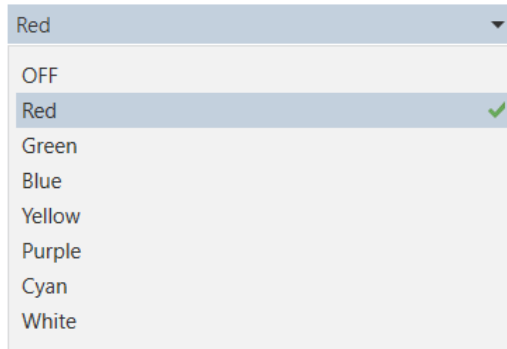 Red
OFF
Red
Green
Blue
Yellow
Purple
Cyan
White